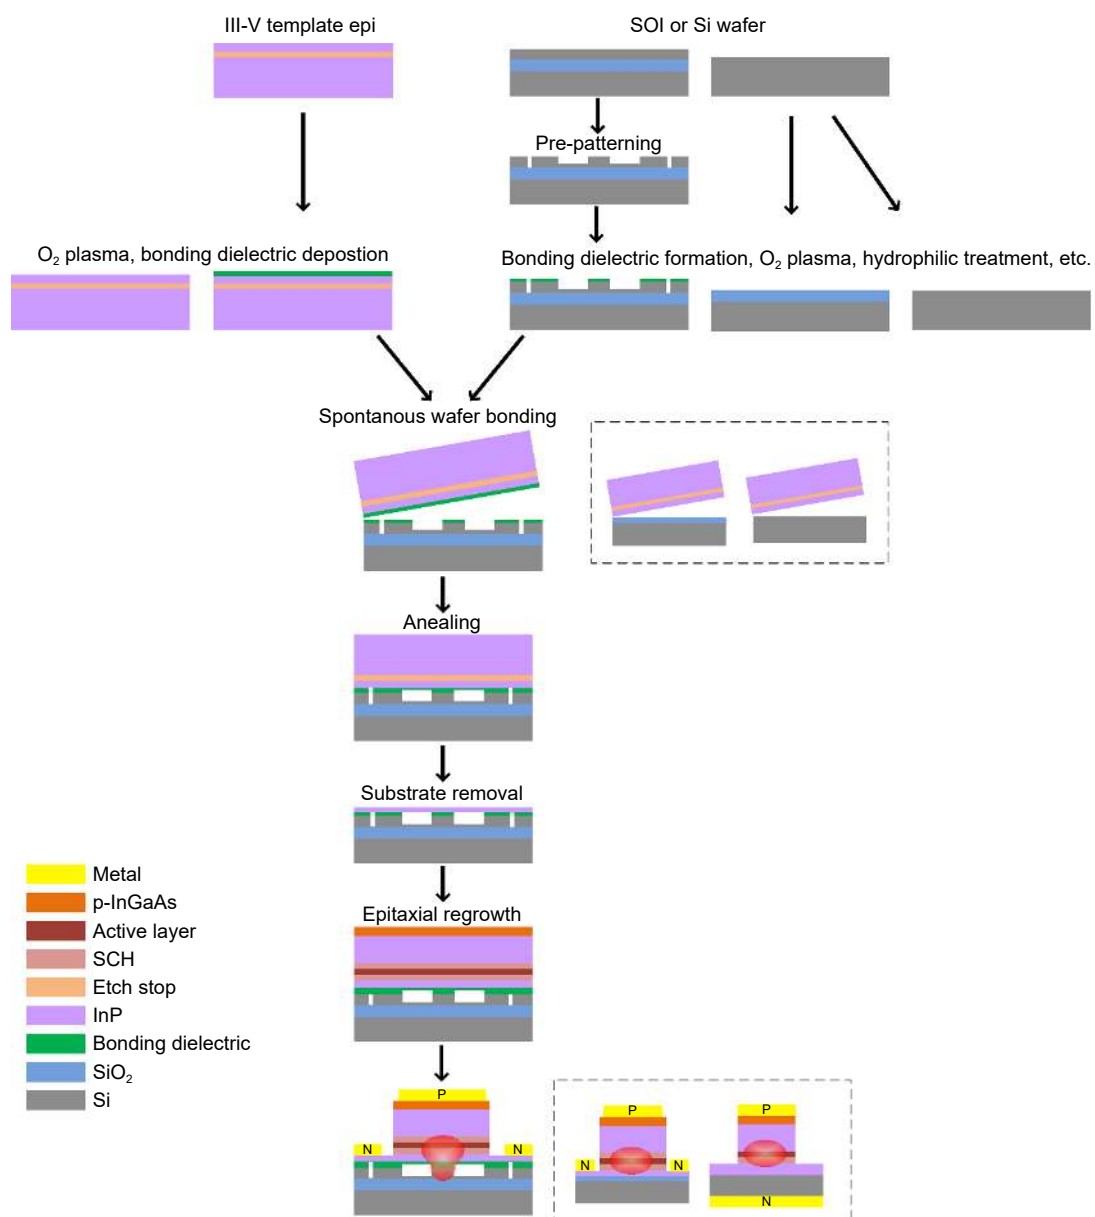 III-V template epi
SOI or Si wafer
Pre-patterning
O₂ plasma, bonding dielectric depostion
Bonding dielectric formation, O₂ plasma, hydrophilic treatment, etc.
Spontanous wafer bonding
Anealing
Substrate removal
Epitaxial regrowth
Metal
p-InGaAs
Active layer
SCH
Etch stop
InP
Bonding dielectric
SiO₂
Si
P
N
N
P
N
N
P
N